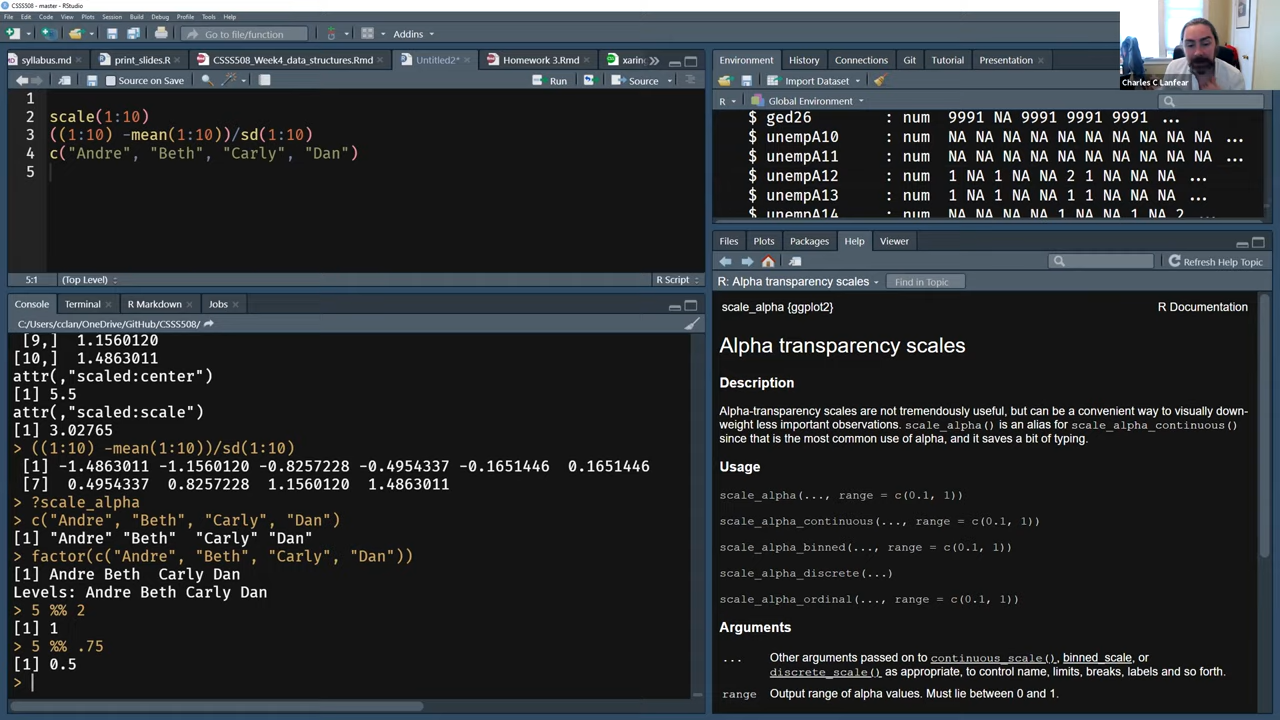 CSSS508 - master - RStudio
File Edit Code View Plots Session Build Debug Profile Tools Help
Go to file/function Addins
syllabus.md print_slides.R CSSS508_Week4_data_structures.Rmd Untitled2* Homework 3.Rmd xarin
Source on Save Run Source
1
2 scale(1:10)
3 ((1:10) -mean(1:10))/sd(1:10)
4 c("Andre", "Beth", "Carly", "Dan")
5
5:1 (Top Level) R Script
Console Terminal R Markdown Jobs
C:/Users/cclan/OneDrive/GitHub/CSSS508/
[9,] 1.1560120
[10,] 1.4863011
attr(,"scaled:center")
[1] 5.5
attr(,"scaled:scale")
[1] 3.02765
> ((1:10) -mean(1:10))/sd(1:10)
[1] -1.4863011 -1.1560120 -0.8257228 -0.4954337 -0.1651446 0.1651446
[7] 0.4954337 0.8257228 1.1560120 1.4863011
> ?scale_alpha
> c("Andre", "Beth", "Carly", "Dan")
[1] "Andre" "Beth" "Carly" "Dan"
> factor(c("Andre", "Beth", "Carly", "Dan"))
[1] Andre Beth Carly Dan
Levels: Andre Beth Carly Dan
> 5 %% 2
[1] 1
> 5 %% .75
[1] 0.5
>
Charles C Lanfear
Environment History Connections Git Tutorial Presentation
Import Dataset
R Global Environment
$ ged26 : num 9991 NA 9991 9991 9991 ...
$ unempA10 : num NA NA NA NA NA NA NA NA NA NA ...
$ unempA11 : num NA NA NA NA NA NA NA NA NA NA ...
$ unempA12 : num 1 NA 1 NA NA 2 1 NA NA NA ...
$ unempA13 : num 1 NA 1 NA NA 1 1 NA NA NA ...
$ unempA14 : num NA NA NA NA 1 NA NA 1 NA 2 ...
Files Plots Packages Help Viewer
Refresh Help Topic
R: Alpha transparency scales Find in Topic
scale_alpha {ggplot2} R Documentation
Alpha transparency scales
Description
Alpha-transparency scales are not tremendously useful, but can be a convenient way to visually down-
weight less important observations. scale_alpha() is an alias for scale_alpha_continuous()
since that is the most common use of alpha, and it saves a bit of typing.
Usage
scale_alpha(..., range = c(0.1, 1))
scale_alpha_continuous(..., range = c(0.1, 1))
scale_alpha_binned(..., range = c(0.1, 1))
scale_alpha_discrete(...)
scale_alpha_ordinal(..., range = c(0.1, 1))
Arguments
... Other arguments passed on to continuous_scale(), binned_scale, or
discrete_scale() as appropriate, to control name, limits, breaks, labels and so forth.
range Output range of alpha values. Must lie between 0 and 1.